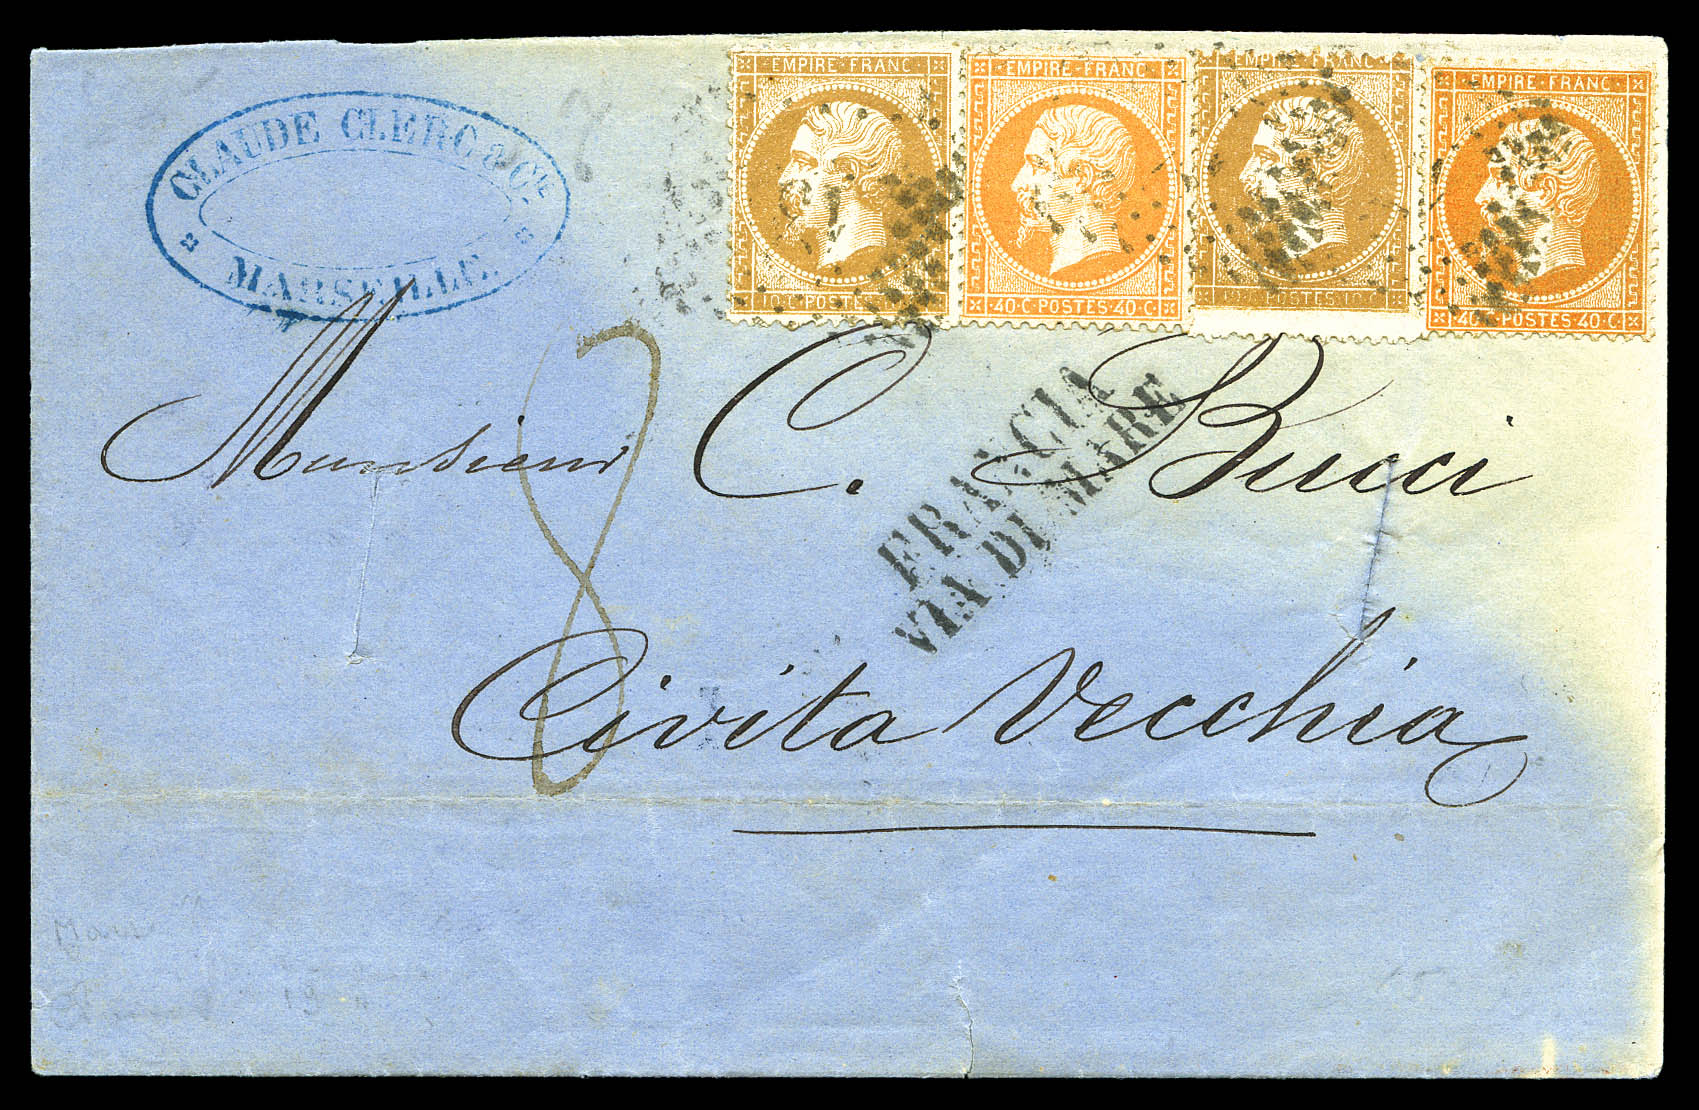 CLAUDE CLERC & Cie
MARSEILLE.
EMPIRE · FRANC
10 · C · POSTES
EMPIRE · FRANC
40 · C · POSTES · 40 · C
EMPIRE · FRANC
10 · C · POSTES · 10 · C
EMPIRE · FRANC
40 · C · POSTES · 40 · C
8
Monsieur C. Bucci
FRANCIA
VIA DI MARE
Civita Vecchia